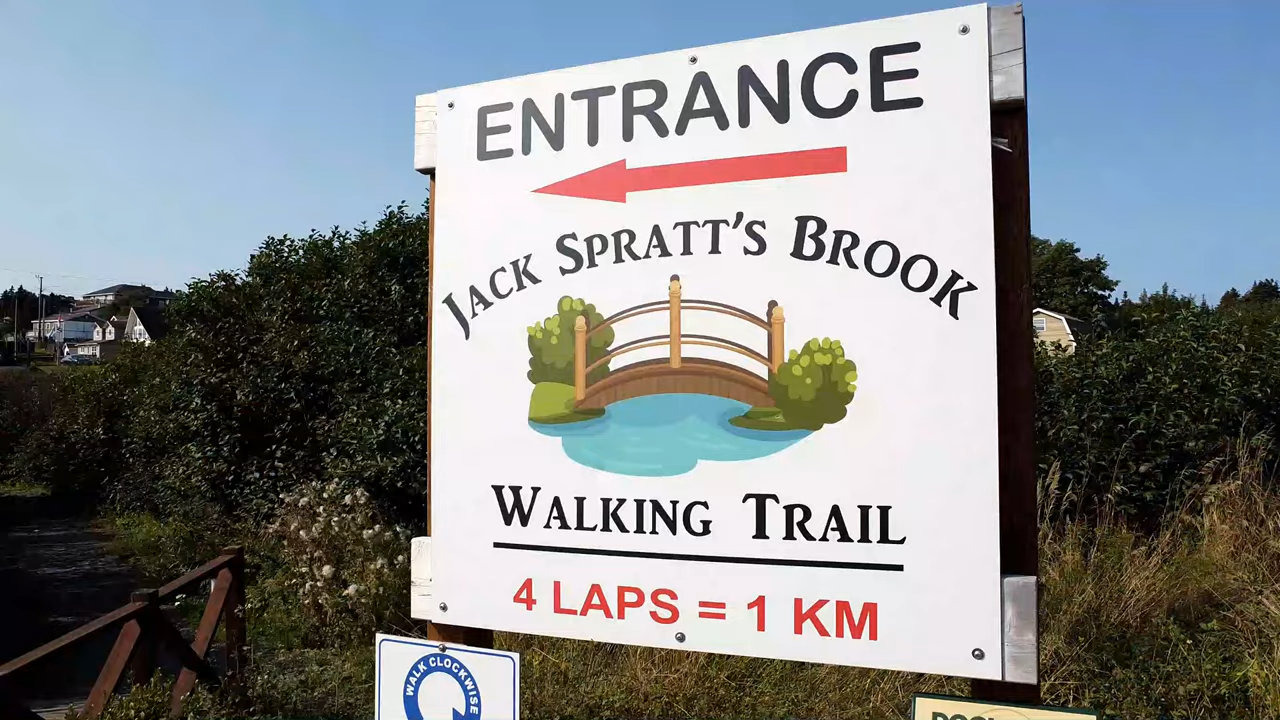 ENTRANCE
JACK SPRATT'S BROOK
WALKING TRAIL
4 LAPS = 1 KM
WALK CLOCKWISE